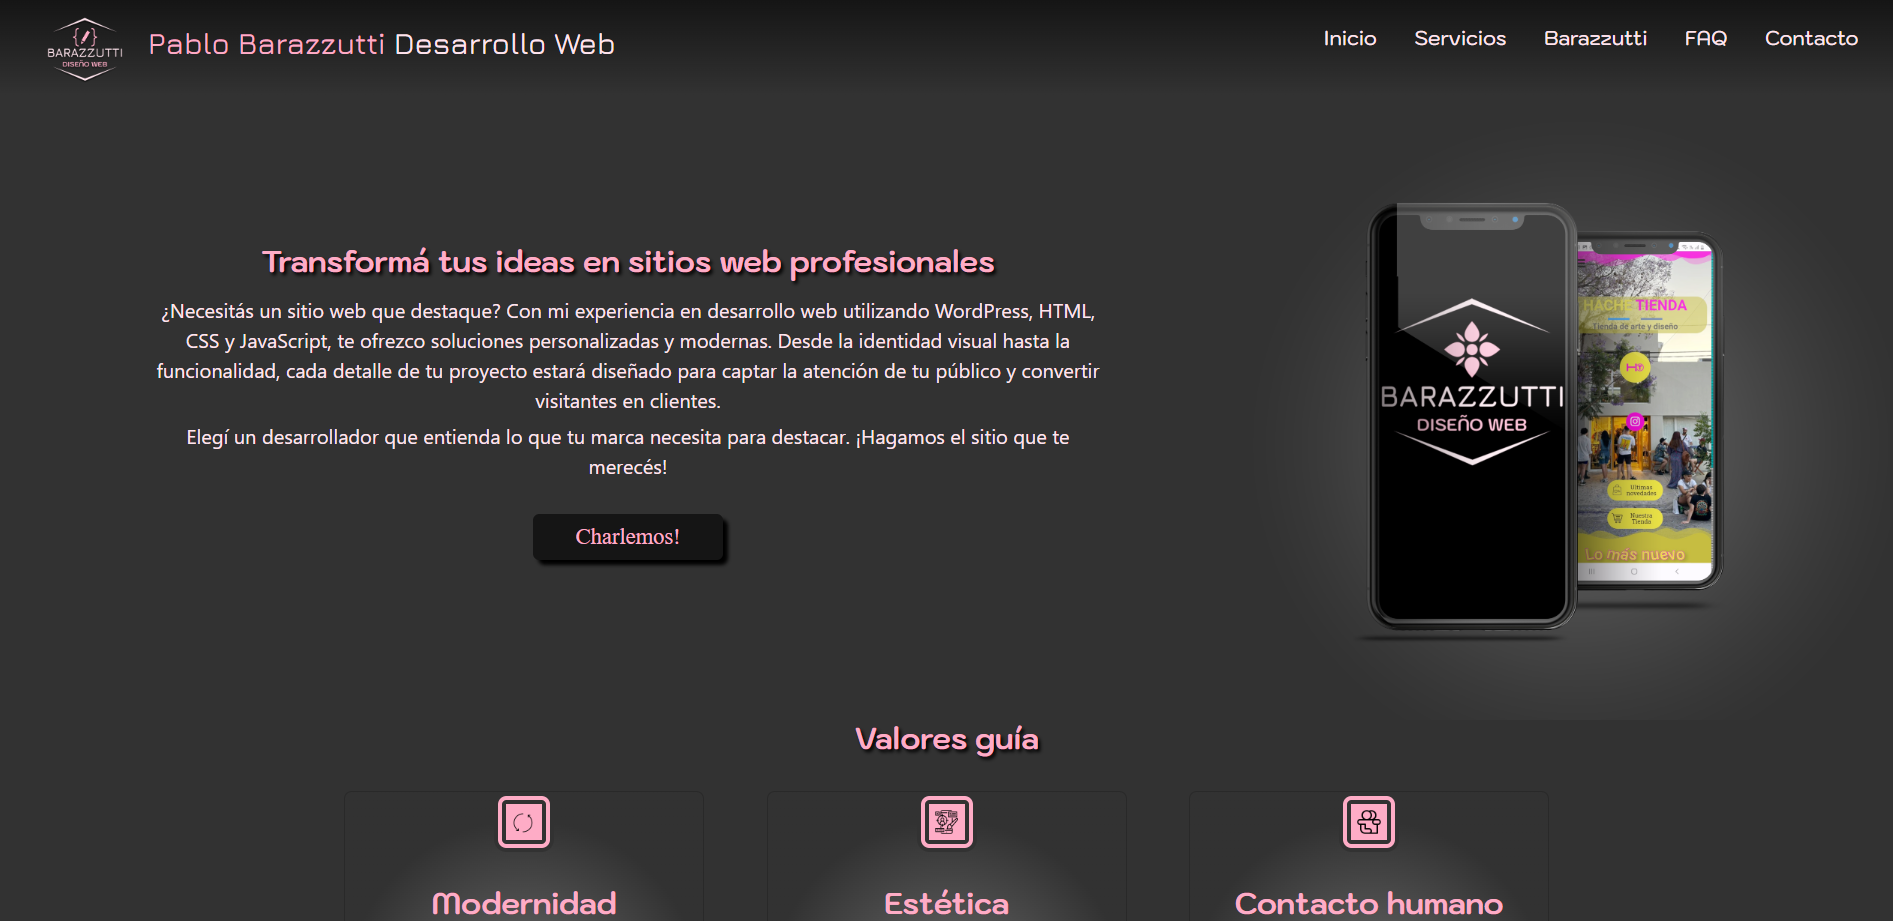 BARAZZUTTI
DISEÑO WEB
Pablo Barazzutti Desarrollo Web
Inicio
Servicios
Barazzutti
FAQ
Contacto
Transformá tus ideas en sitios web profesionales
¿Necesitás un sitio web que destaque? Con mi experiencia en desarrollo web utilizando WordPress, HTML,
CSS y JavaScript, te ofrezco soluciones personalizadas y modernas. Desde la identidad visual hasta la
funcionalidad, cada detalle de tu proyecto estará diseñado para captar la atención de tu público y convertir
visitantes en clientes.
Elegí un desarrollador que entienda lo que tu marca necesita para destacar. ¡Hagamos el sitio que te
merecés!
Charlemos!
BARAZZUTTI
DISEÑO WEB
HACHE TIENDA
Tienda de arte y diseño
Ultimas
novedades
Nuestra
Tienda
Lo más nuevo
Valores guía
Modernidad
Estética
Contacto humano